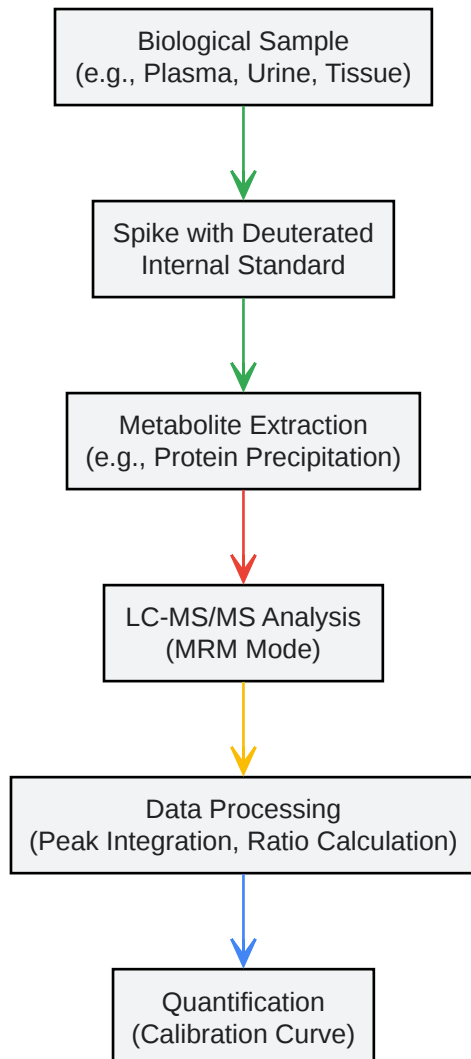 Biological Sample
(e.g., Plasma, Urine, Tissue)
Spike with Deuterated
Internal Standard
Metabolite Extraction
(e.g., Protein Precipitation)
LC-MS/MS Analysis
(MRM Mode)
Data Processing
(Peak Integration, Ratio Calculation)
Quantification
(Calibration Curve)